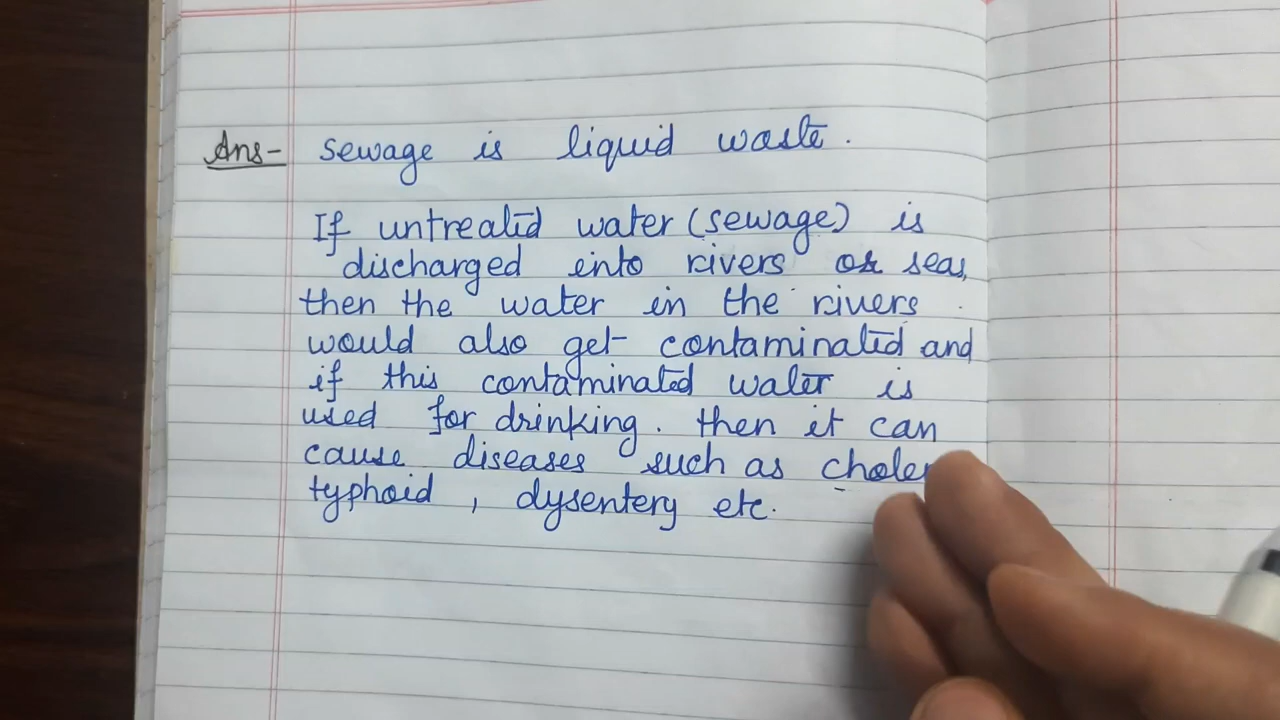 Ans- Sewage is liquid waste.
If untreated water (sewage) is
discharged into rivers or seas,
then the water in the rivers
would also get contaminated and
if this contaminated water is
used for drinking. then it can
cause diseases such as
typhoid, dysentery etc.